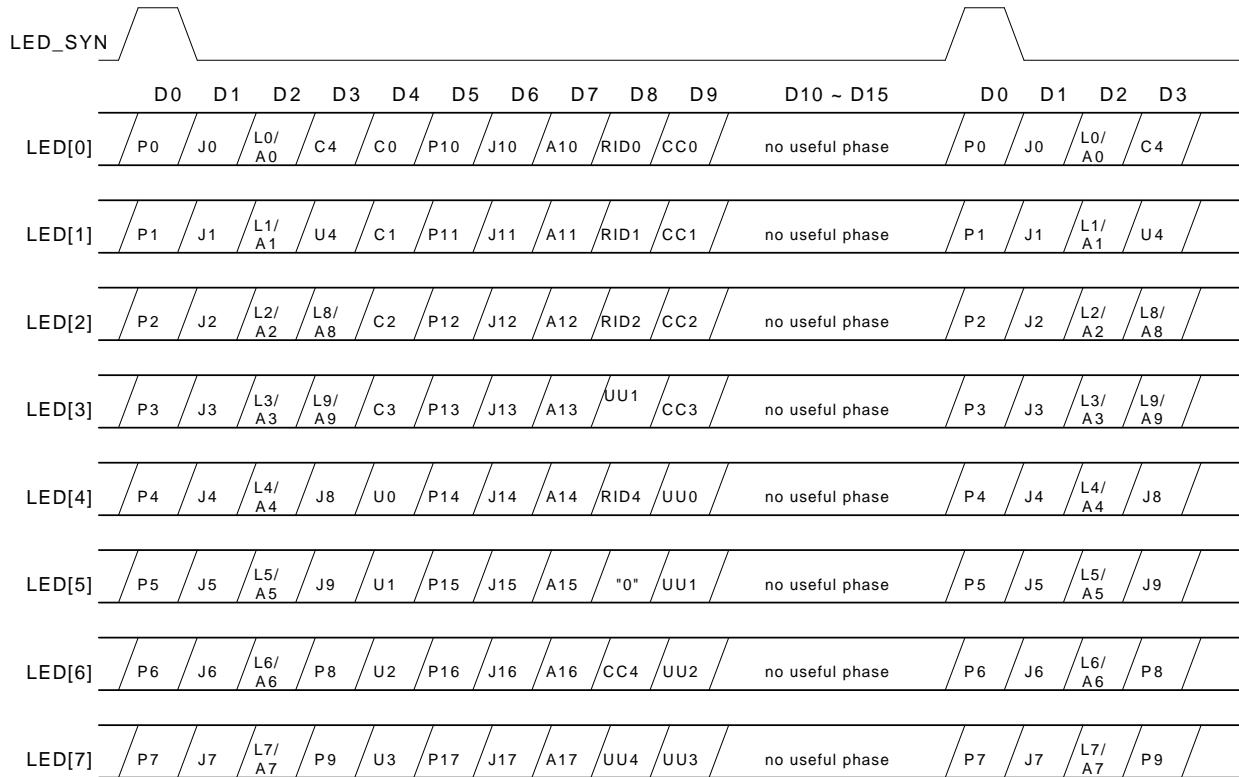 LED_SYN
D0 D1 D2 D3 D4 D5 D6 D7 D8 D9 D10 ~ D15 D0 D1 D2 D3
LED[0] P0 J0 L0/A0 C4 C0 P10 J10 A10 RID0 CC0 no useful phase P0 J0 L0/A0 C4
LED[1] P1 J1 L1/A1 U4 C1 P11 J11 A11 RID1 CC1 no useful phase P1 J1 L1/A1 U4
LED[2] P2 J2 L2/A2 L8/A8 C2 P12 J12 A12 RID2 CC2 no useful phase P2 J2 L2/A2 L8/A8
LED[3] P3 J3 L3/A3 L9/A9 C3 P13 J13 A13 UU1 CC3 no useful phase P3 J3 L3/A3 L9/A9
LED[4] P4 J4 L4/A4 J8 U0 P14 J14 A14 RID4 UU0 no useful phase P4 J4 L4/A4 J8
LED[5] P5 J5 L5/A5 J9 U1 P15 J15 A15 "0" UU1 no useful phase P5 J5 L5/A5 J9
LED[6] P6 J6 L6/A6 P8 U2 P16 J16 A16 CC4 UU2 no useful phase P6 J6 L6/A6 P8
LED[7] P7 J7 L7/A7 P9 U3 P17 J17 A17 UU4 UU3 no useful phase P7 J7 L7/A7 P9